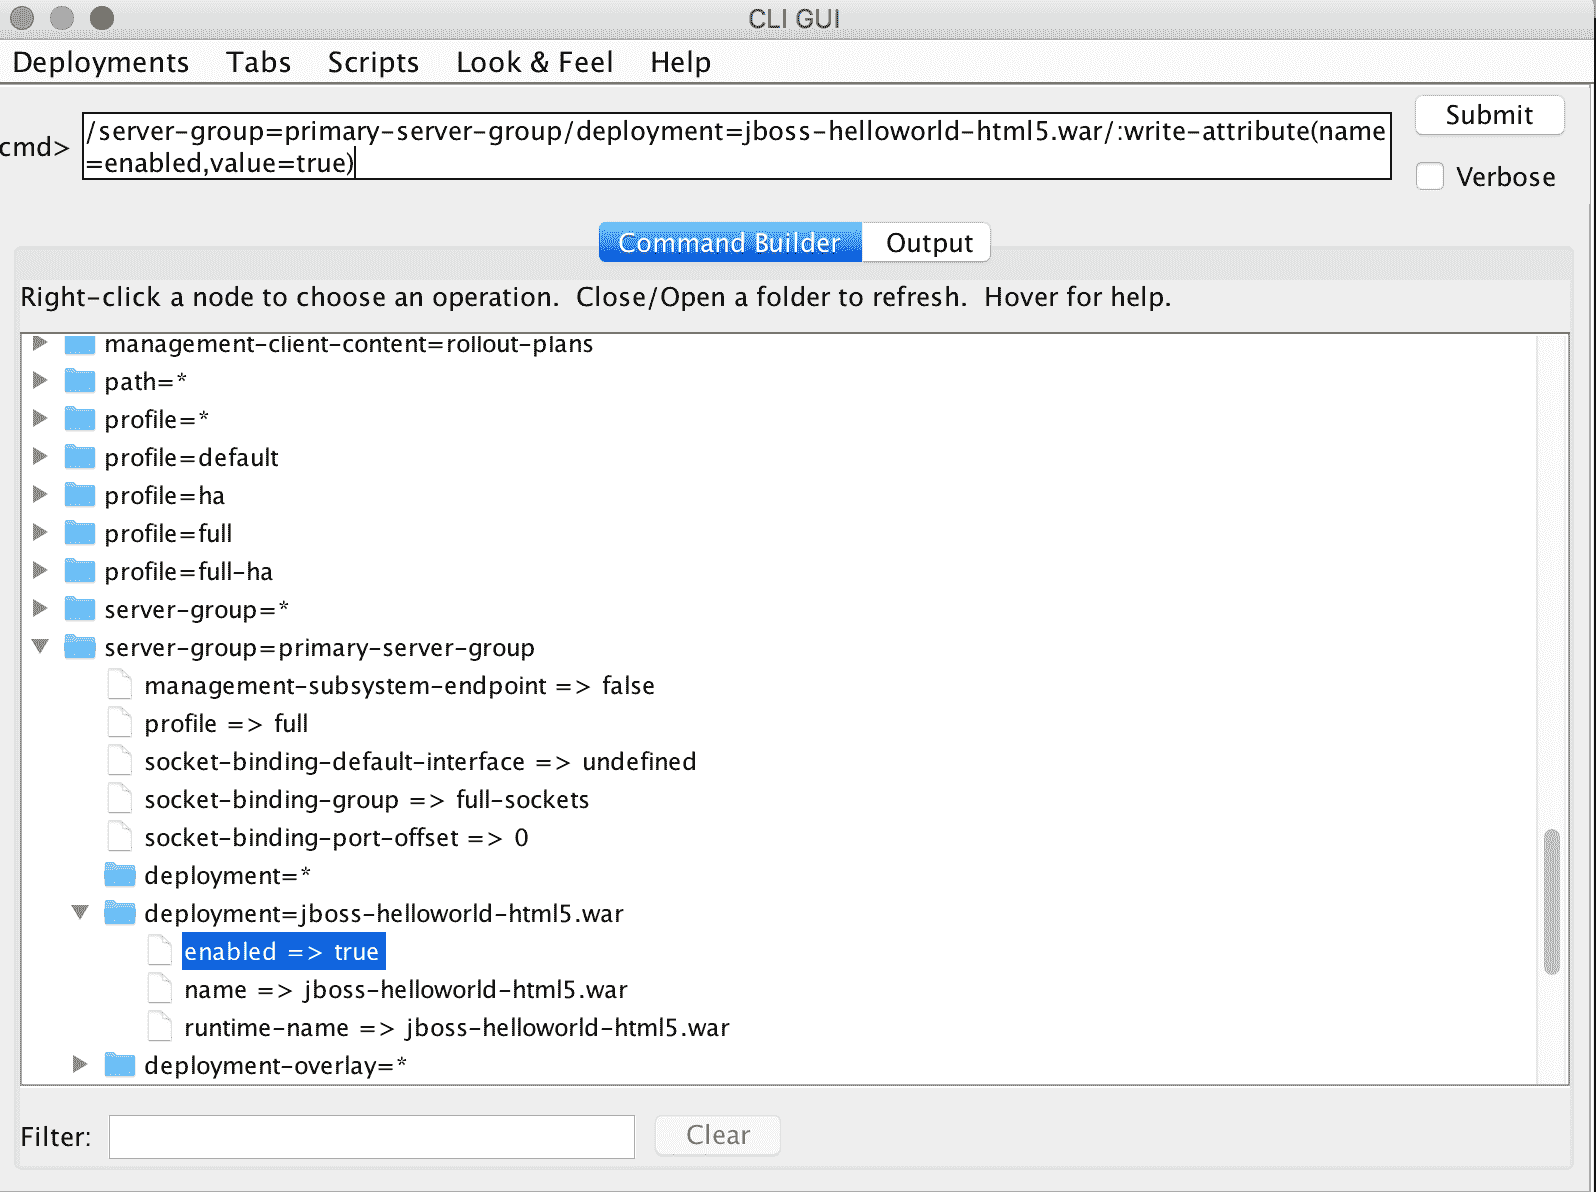 CLI GUI
Deployments Tabs Scripts Look & Feel Help
cmd> /server-group=primary-server-group/deployment=jboss-helloworld-html5.war/:write-attribute(name
=enabled,value=true)
Submit
Verbose
Command Builder Output
Right-click a node to choose an operation. Close/Open a folder to refresh. Hover for help.
management-client-content=rollout-plans
path=*
profile=*
profile=default
profile=ha
profile=full
profile=full-ha
server-group=*
server-group=primary-server-group
management-subsystem-endpoint => false
profile => full
socket-binding-default-interface => undefined
socket-binding-group => full-sockets
socket-binding-port-offset => 0
deployment=*
deployment=jboss-helloworld-html5.war
enabled => true
name => jboss-helloworld-html5.war
runtime-name => jboss-helloworld-html5.war
deployment-overlay=*
Filter: Clear